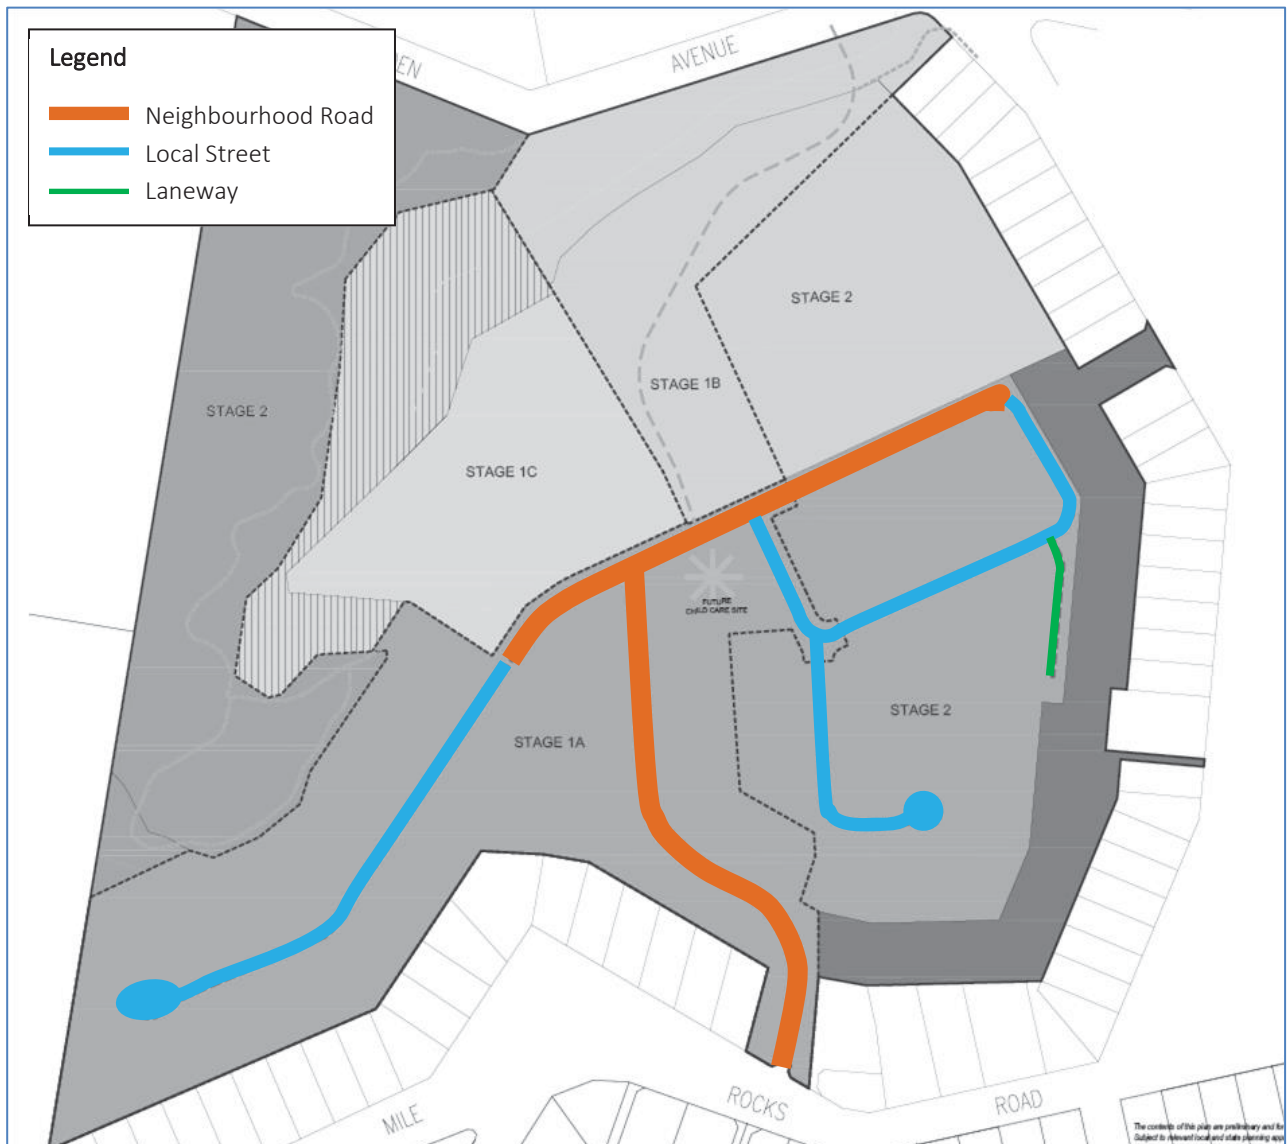 Legend
Neighbourhood Road
Local Street
Laneway
AVENUE
STAGE 2
STAGE 1B
STAGE 2
STAGE 1C
FUTURE
CHILD CARE SITE
STAGE 2
STAGE 1A
MILE
ROCKS
ROAD
The contents of this plan are preliminary and
Subject to relevant local and state planning